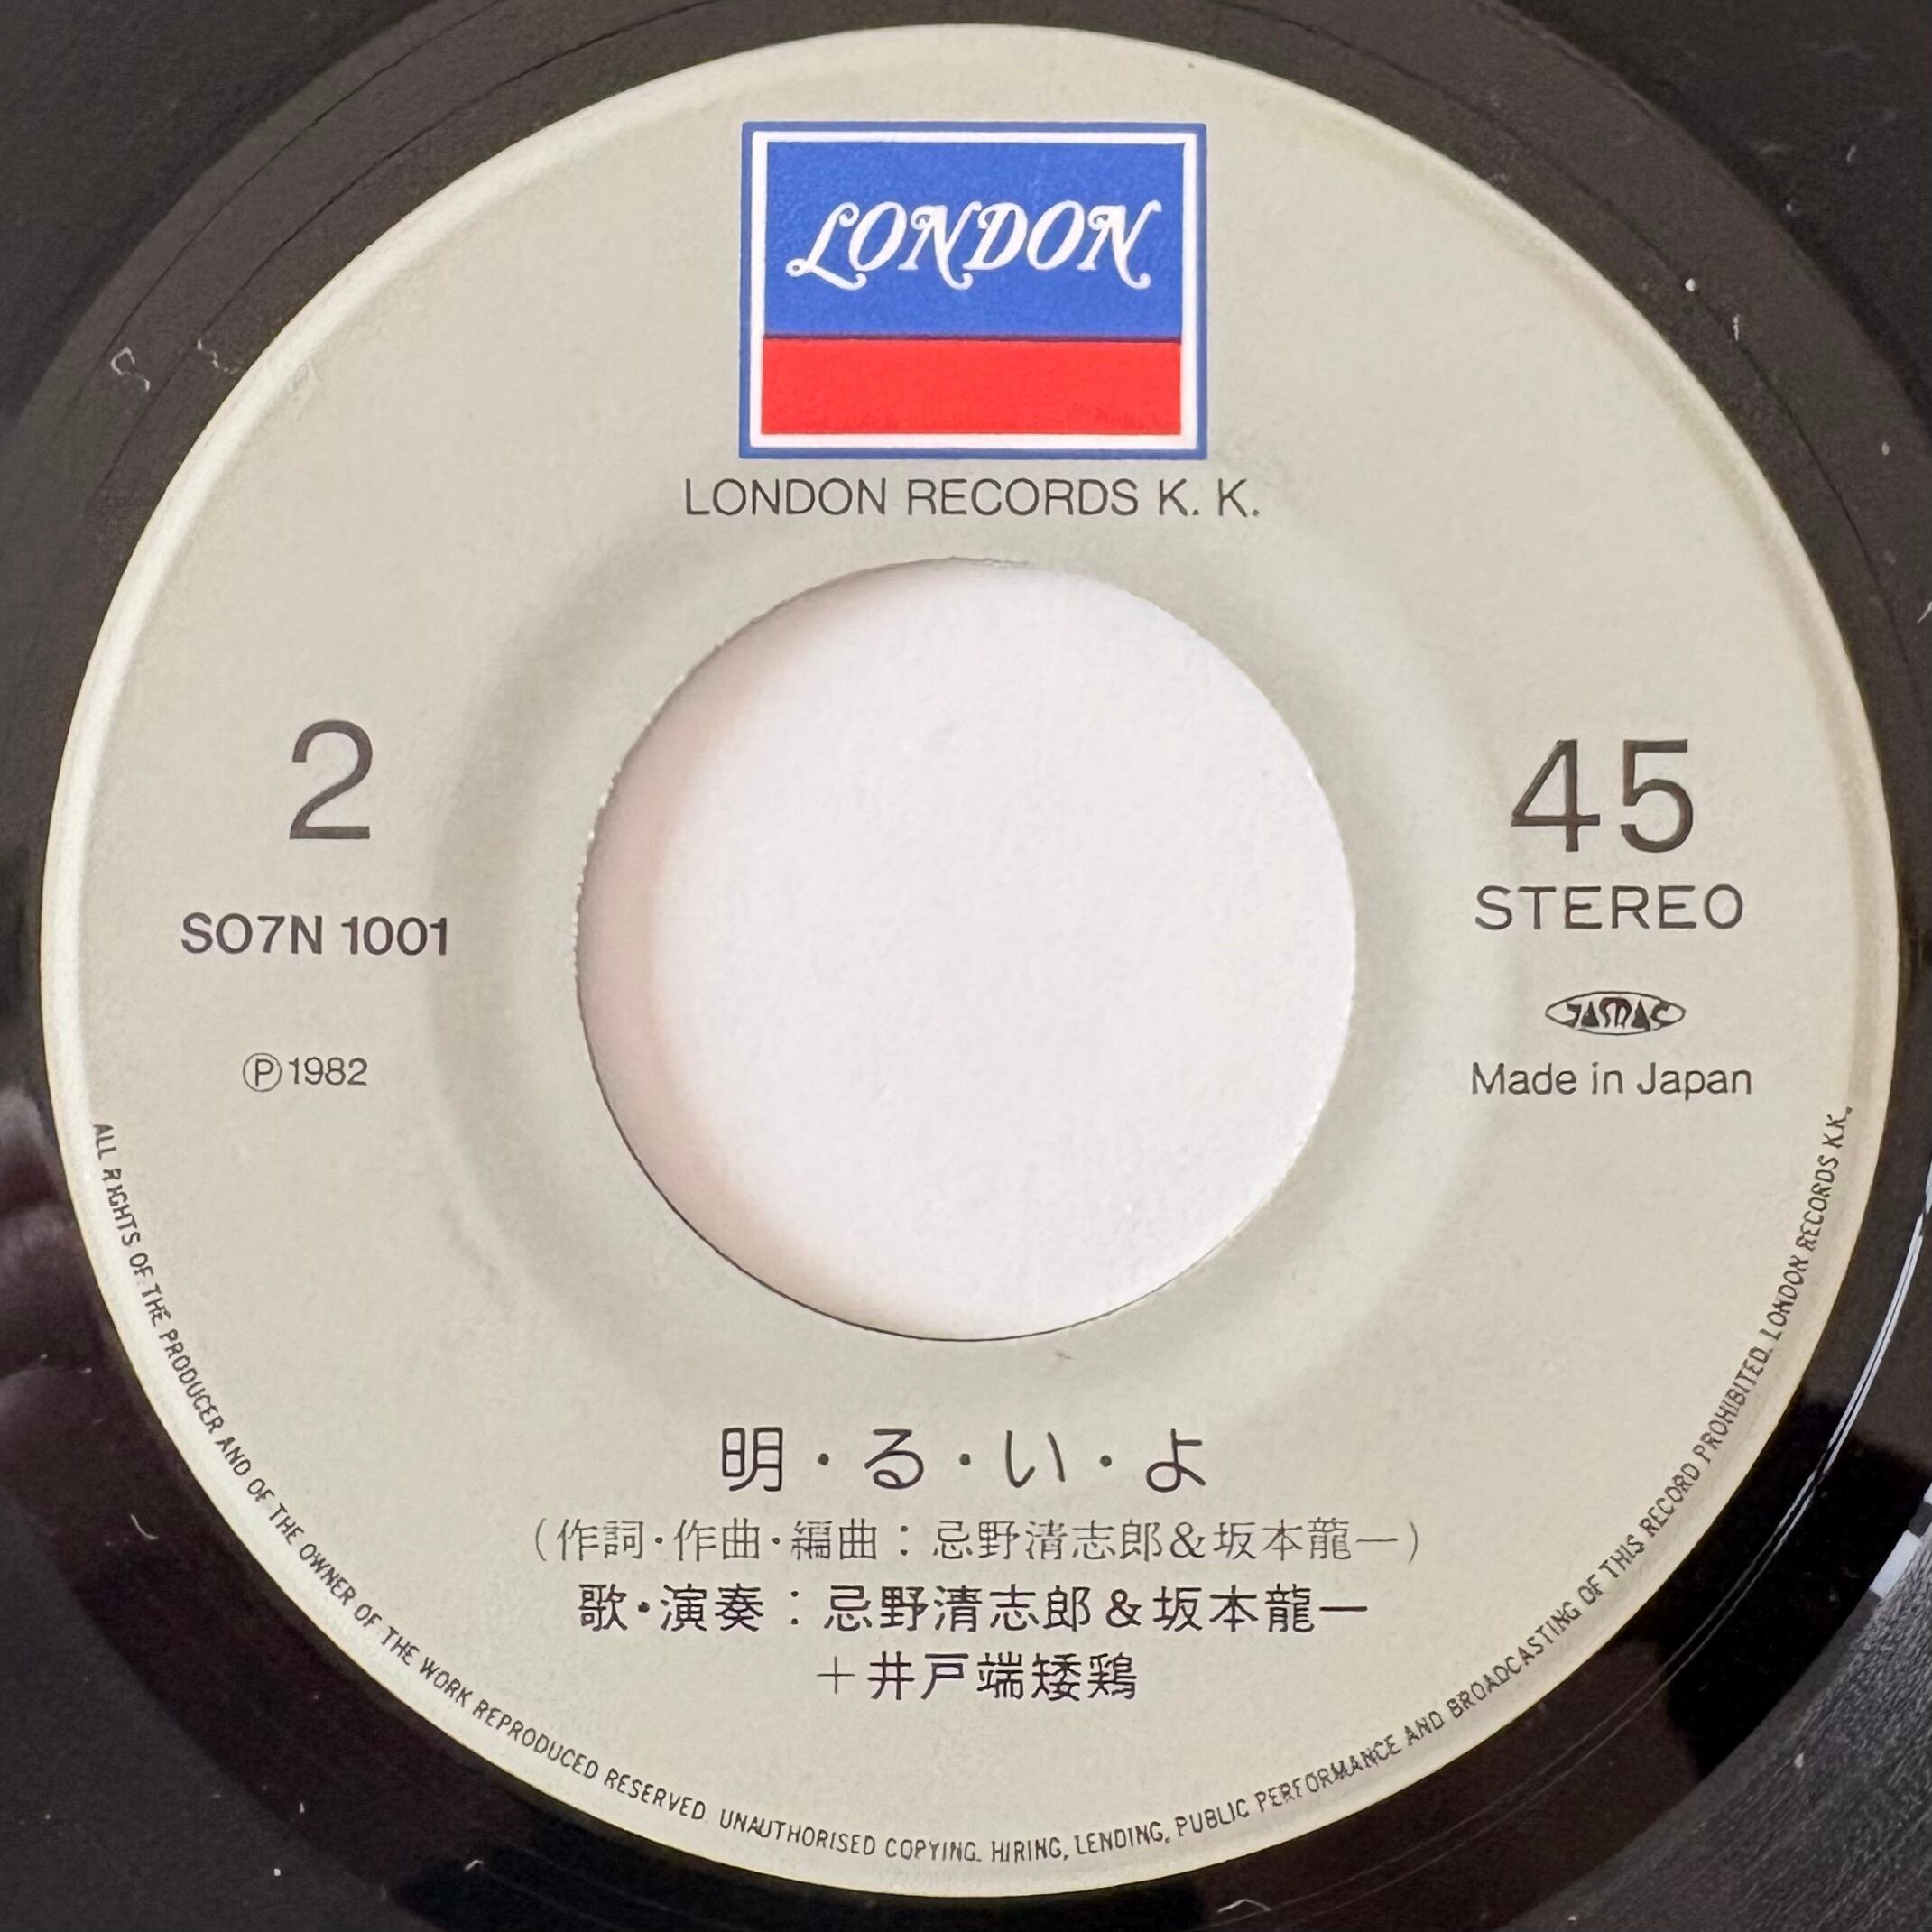 LONDON
LONDON RECORDS K. K.
2
SO7N 1001
Ⓟ1982
45
STEREO
JASRAC
Made in Japan
明・る・い・よ
(作詞・作曲・編曲：忌野清志郎&坂本龍一)
歌・演奏：忌野清志郎&坂本龍一
+井戸端矮鶏
ALL RIGHTS OF THE PRODUCER AND OF THE OWNER OF THE WORK REPRODUCED RESERVED. UNAUTHORISED COPYING. HIRING, LENDING, PUBLIC PERFORMANCE AND BROADCASTING OF THIS RECORD PROHIBITED. LONDON RECORDS K.K.